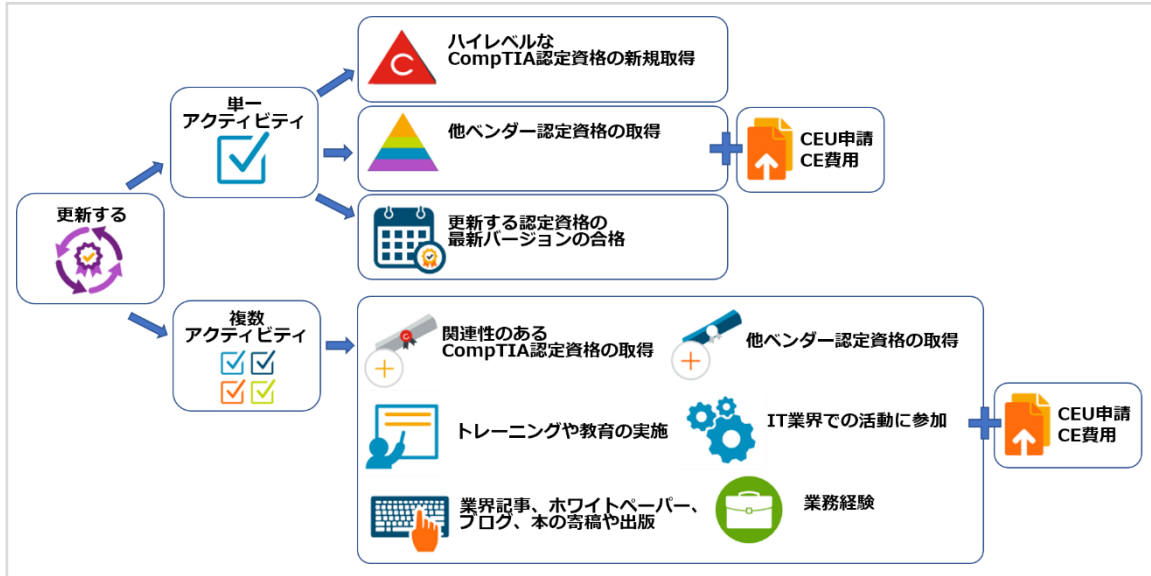 ハイレベルな
CompTIA認定資格の新規取得
単一
アクティビティ
他ベンダー認定資格の取得
CEU申請
CE費用
更新する
更新する認定資格の
最新バージョンの合格
複数
アクティビティ
関連性のある
CompTIA認定資格の取得
他ベンダー認定資格の取得
トレーニングや教育の実施
IT業界での活動に参加
CEU申請
CE費用
業界記事、ホワイトペーパー、
ブログ、本の寄稿や出版
業務経験